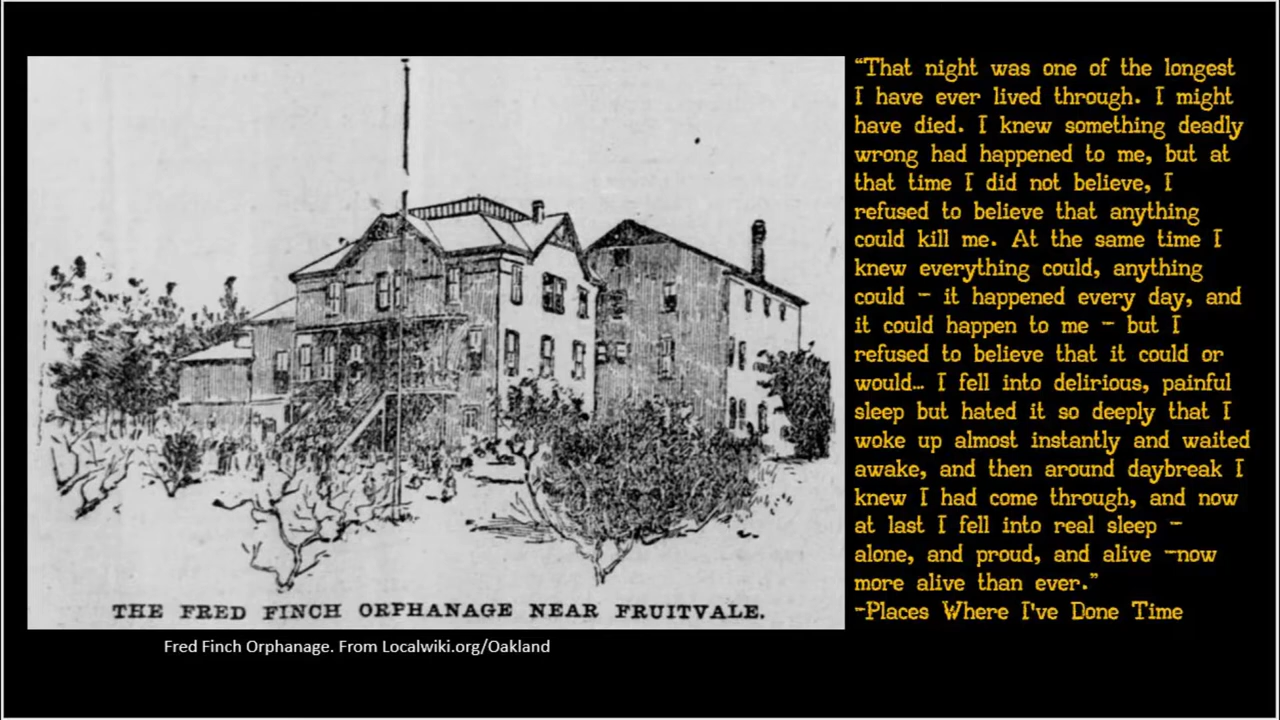 “That night was one of the longest
I have ever lived through. I might
have died. I knew something deadly
wrong had happened to me, but at
that time I did not believe, I
refused to believe that anything
could kill me. At the same time I
knew everything could, anything
could - it happened every day, and
it could happen to me - but I
refused to believe that it could or
would… I fell into delirious, painful
sleep but hated it so deeply that I
woke up almost instantly and waited
awake, and then around daybreak I
knew I had come through, and now
at last I fell into real sleep -
alone, and proud, and alive -now
more alive than ever.”
-Places Where I've Done Time
THE FRED FINCH ORPHANAGE NEAR FRUITVALE.
Fred Finch Orphanage. From Localwiki.org/Oakland